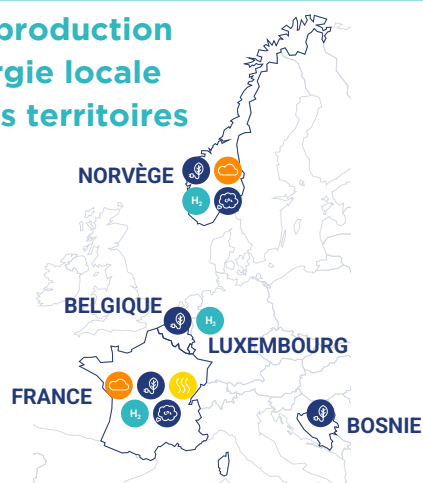 production
rgie locale
s territoires
NORVÈGE
H₂
BELGIQUE
H₂
LUXEMBOURG
FRANCE
H₂
BOSNIE